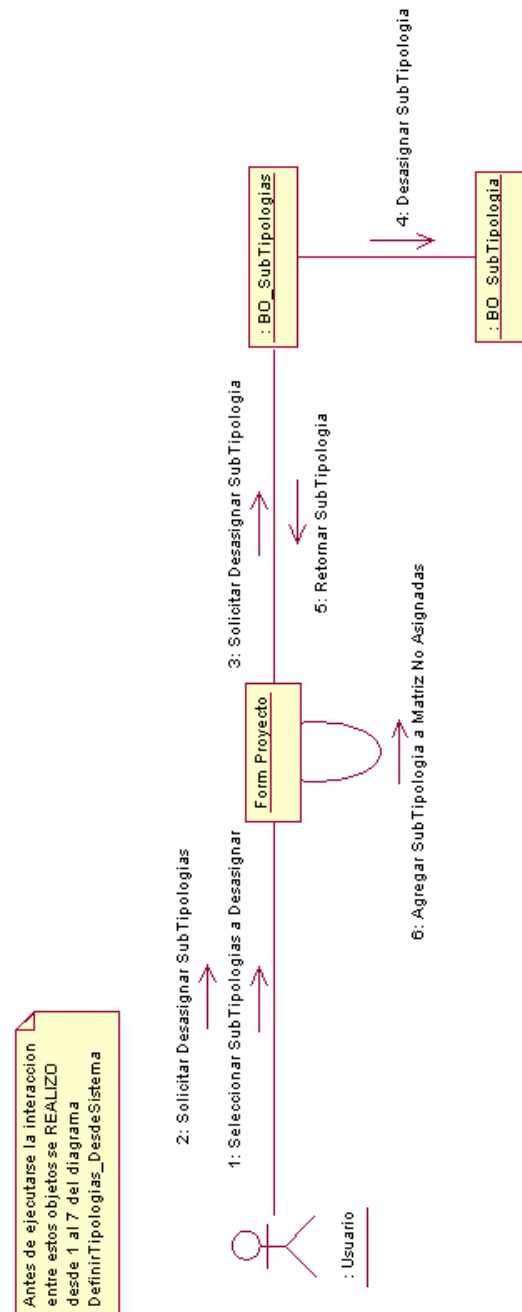 Antes de ejecutarse la interaccion
entre estos objetos se REALIZO
desde 1 al 7 del diagrama
DefinirTipologias_DesdeSistema
2: Solicitar Desasignar SubTipologias
1: Seleccionar SubTipologias a Desasignar
: Usuario
Form Proyecto
6: Agregar SubTipologia a Matriz No Asignadas
3: Solicitar Desasignar SubTipologia
5: Retornar SubTipologia
: BO_SubTipologias
4: Desasignar SubTipologia
: BO_SubTipologia